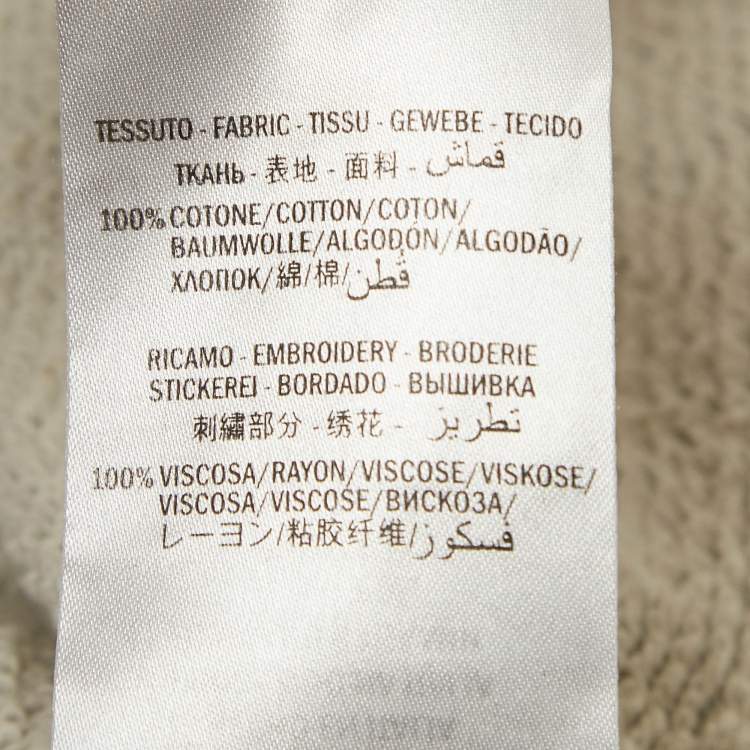 TESSUTO - FABRIC - TISSU - GEWEBE - TECIDO
ТКАНЬ - 表地 - 面料 - قماش
100% COTONE/COTTON/COTON/
BAUMWOLLE/ALGODÓN/ALGODÃO/
ХЛОПОК/綿/棉/قُطن
RICAMO - EMBROIDERY - BRODERIE
STICKEREI - BORDADO - ВЫШИВКА
刺繍部分 - 绣花 - تطريز
100% VISCOSA/RAYON/VISCOSE/VISKOSE/
VISCOSA/VISCOSE/ВИСКОЗА/
レーヨン/粘胶纤维/فسكوز